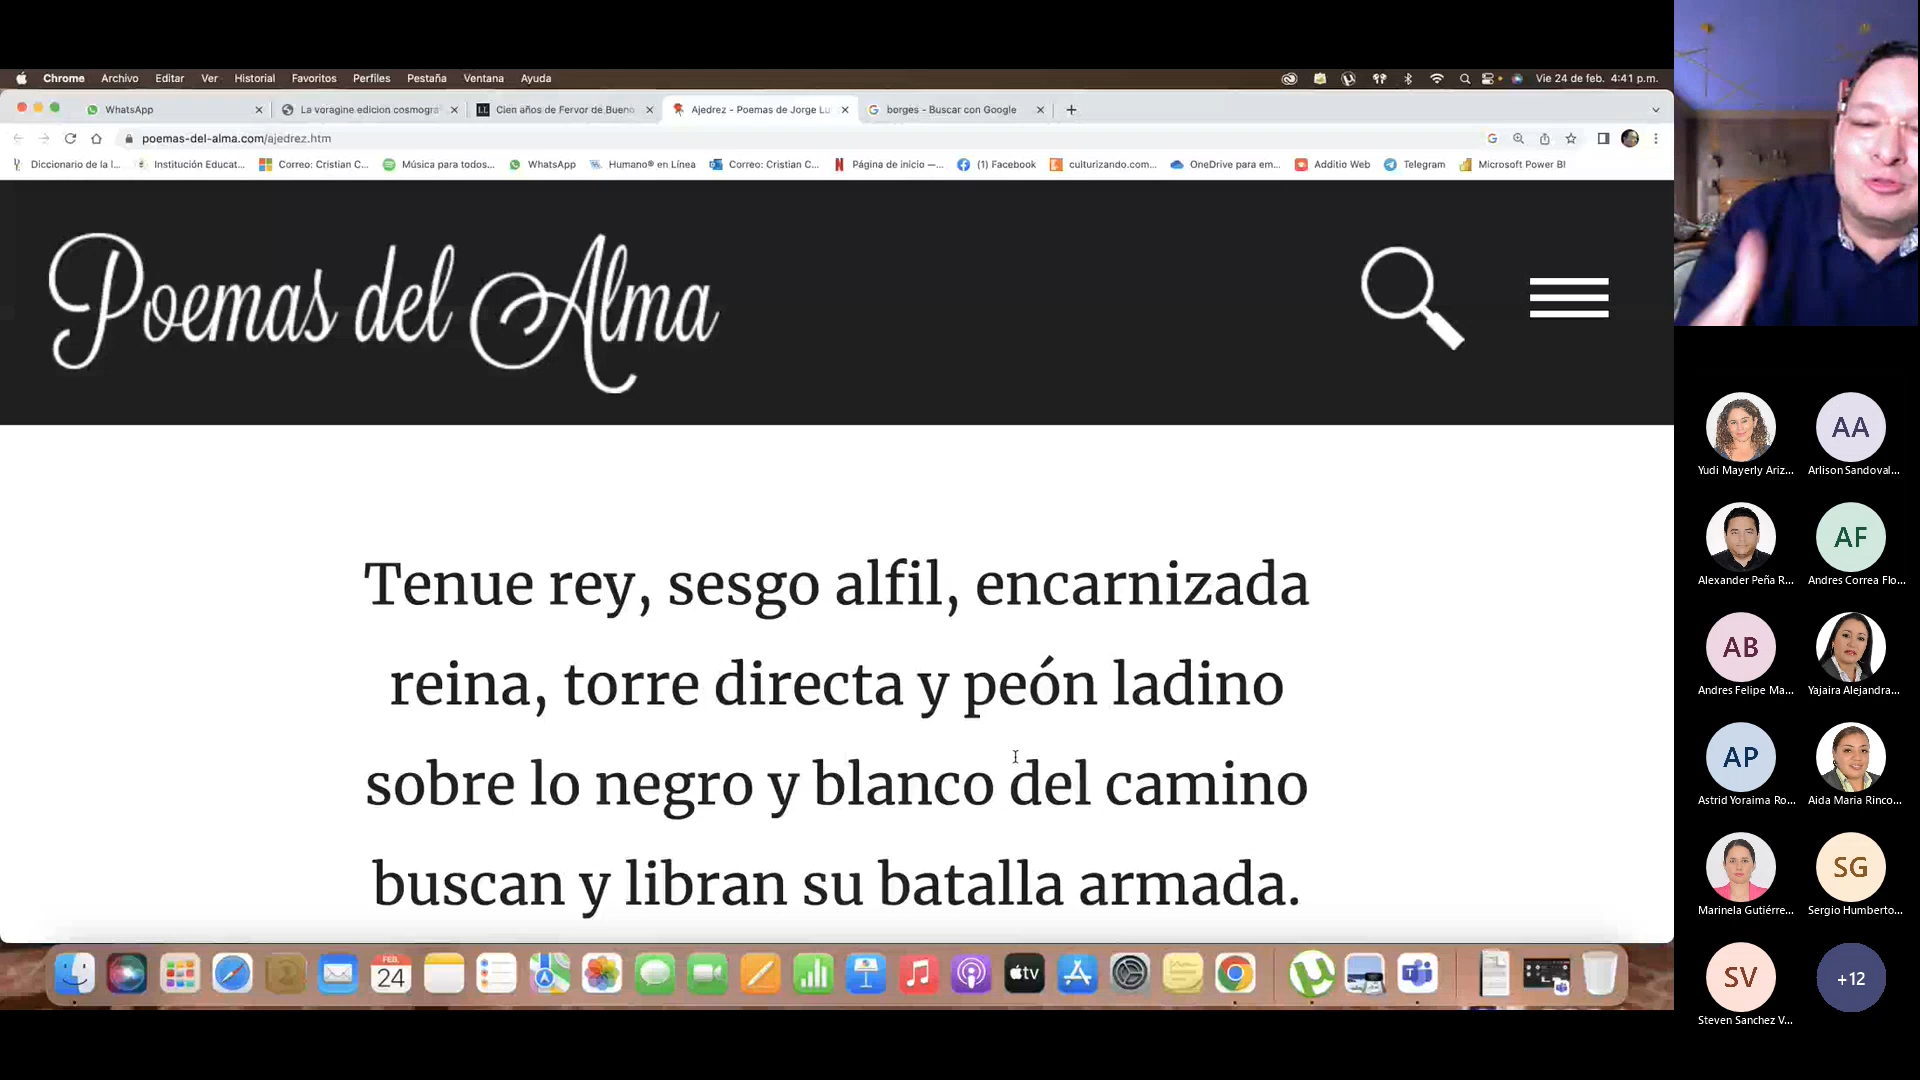 Chrome Archivo Editar Ver Historial Favoritos Perfiles Pestaña Ventana Ayuda
Vie 24 de feb. 4:41 p.m.
WhatsApp
La voragine edicion cosmogra
Cien años de Fervor de Bueno
Ajedrez - Poemas de Jorge Lu
borges - Buscar con Google
poemas-del-alma.com/ajedrez.htm
Diccionario de la l...
Institución Educat...
Correo: Cristian C...
Música para todos...
WhatsApp
Humano® en Línea
Correo: Cristian C...
Página de inicio —...
(1) Facebook
culturizando.com...
OneDrive para em...
Additio Web
Telegram
Microsoft Power BI
Poemas del Alma
Tenue rey, sesgo alfil, encarnizada
reina, torre directa y peón ladino
sobre lo negro y blanco del camino
buscan y libran su batalla armada.
FEB.
24
tv
AA
Yudi Mayerly Ariz...
Arlison Sandoval...
AF
Alexander Peña R...
Andres Correa Flo...
AB
Andres Felipe Ma...
Yajaira Alejandra...
AP
Astrid Yoraima Ro...
Aida Maria Rinco...
SG
Marinela Gutiérre...
Sergio Humberto...
SV
+12
Steven Sanchez V...